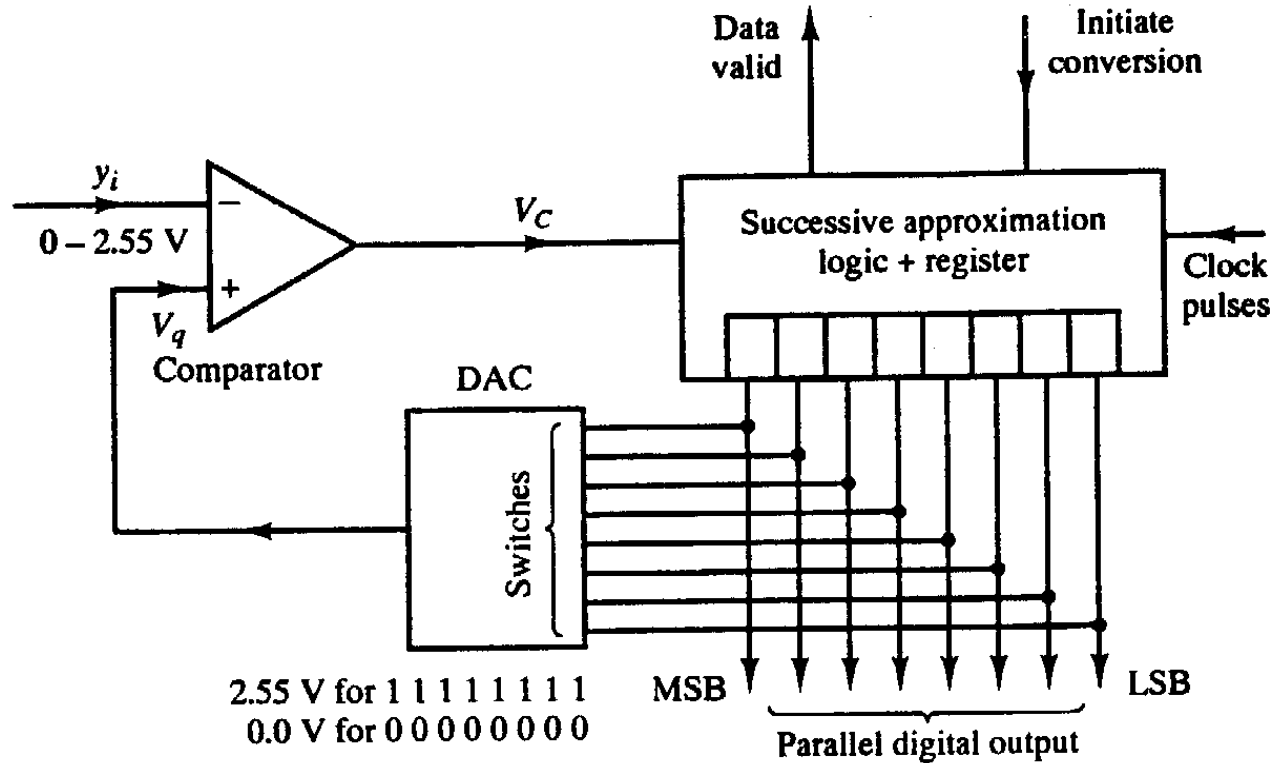 Data
valid
Initiate
conversion
y_i
−
0 – 2.55 V
+
V_q
Comparator
V_C
Successive approximation
logic + register
Clock
pulses
DAC
Switches
MSB
LSB
2.55 V for 1 1 1 1 1 1 1 1
0.0 V for 0 0 0 0 0 0 0 0
Parallel digital output